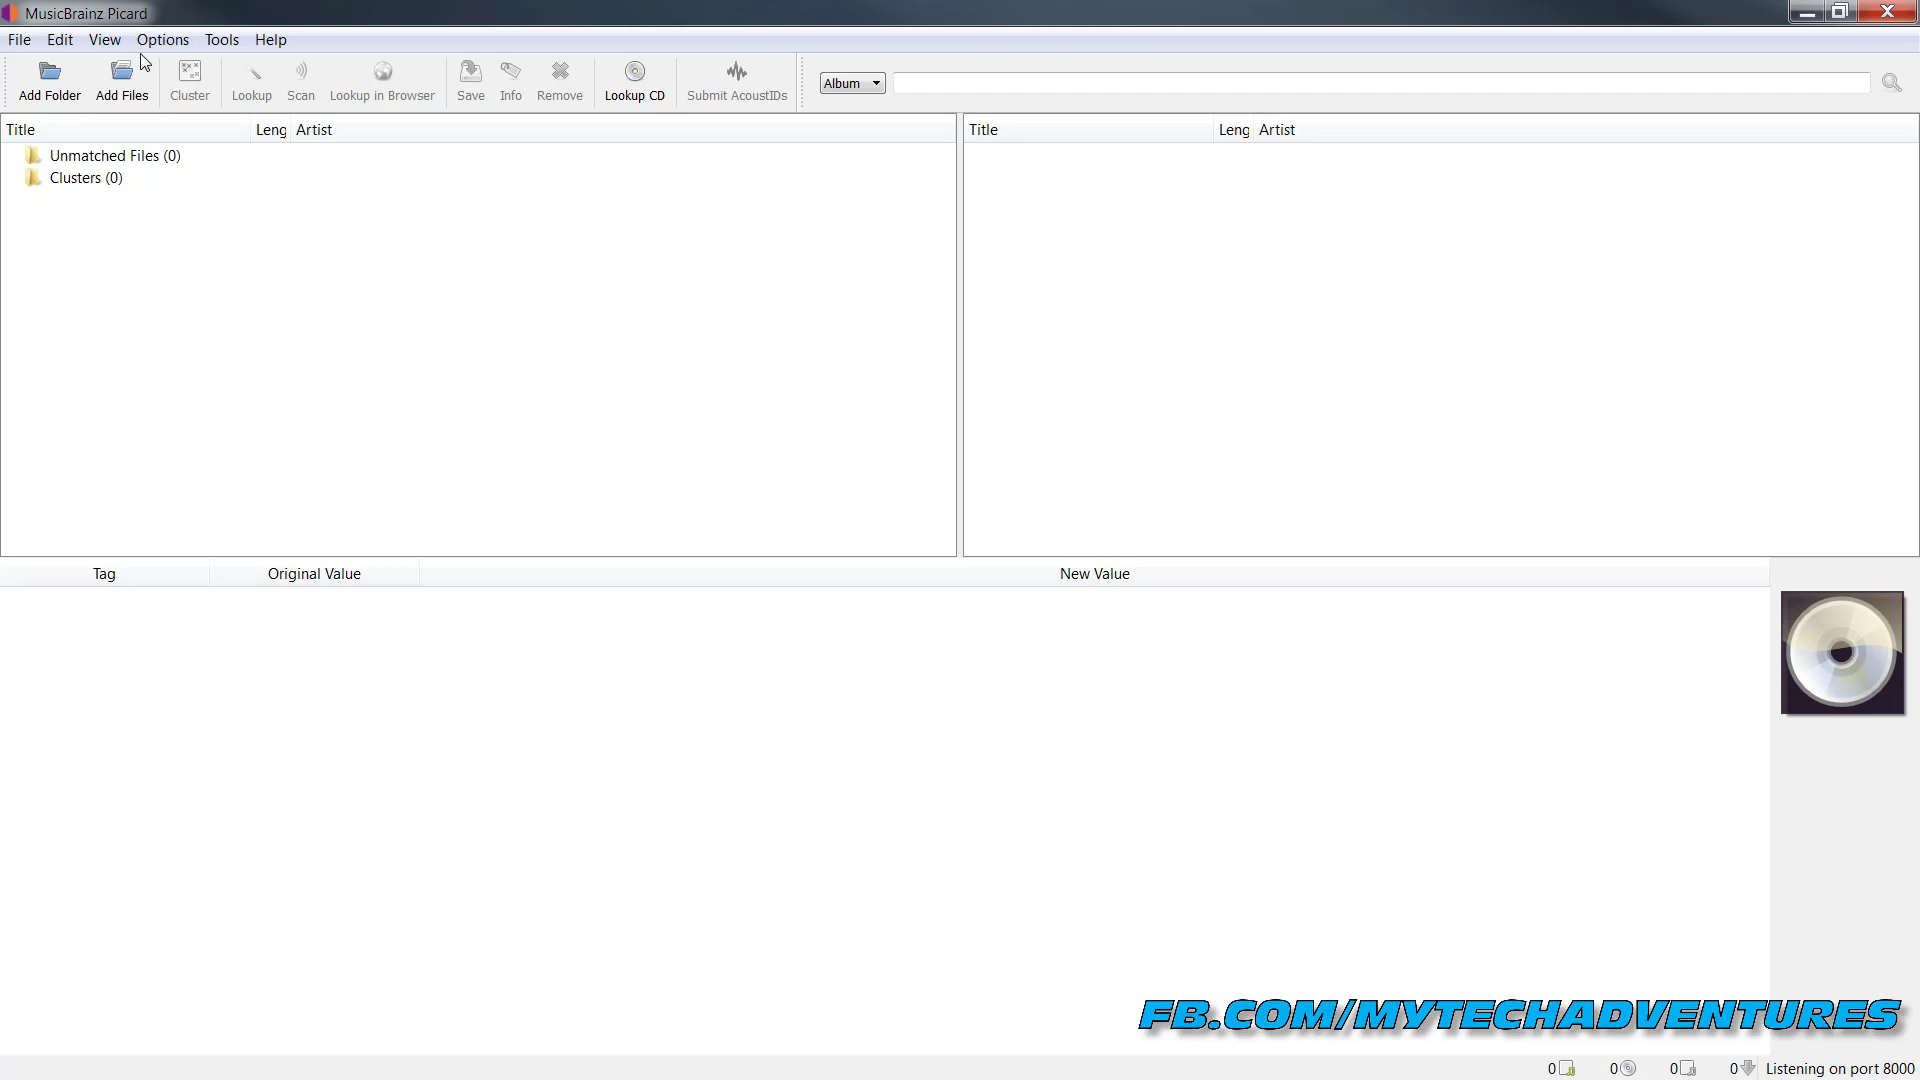 MusicBrainz Picard
File Edit View Options Tools Help
Add Folder Add Files Cluster Lookup Scan Lookup in Browser Save Info Remove Lookup CD Submit AcoustIDs Album
Title Leng Artist Title Leng Artist
Unmatched Files (0)
Clusters (0)
Tag Original Value New Value
FB.COM/MYTECHADVENTURES
0 0 0 0 Listening on port 8000